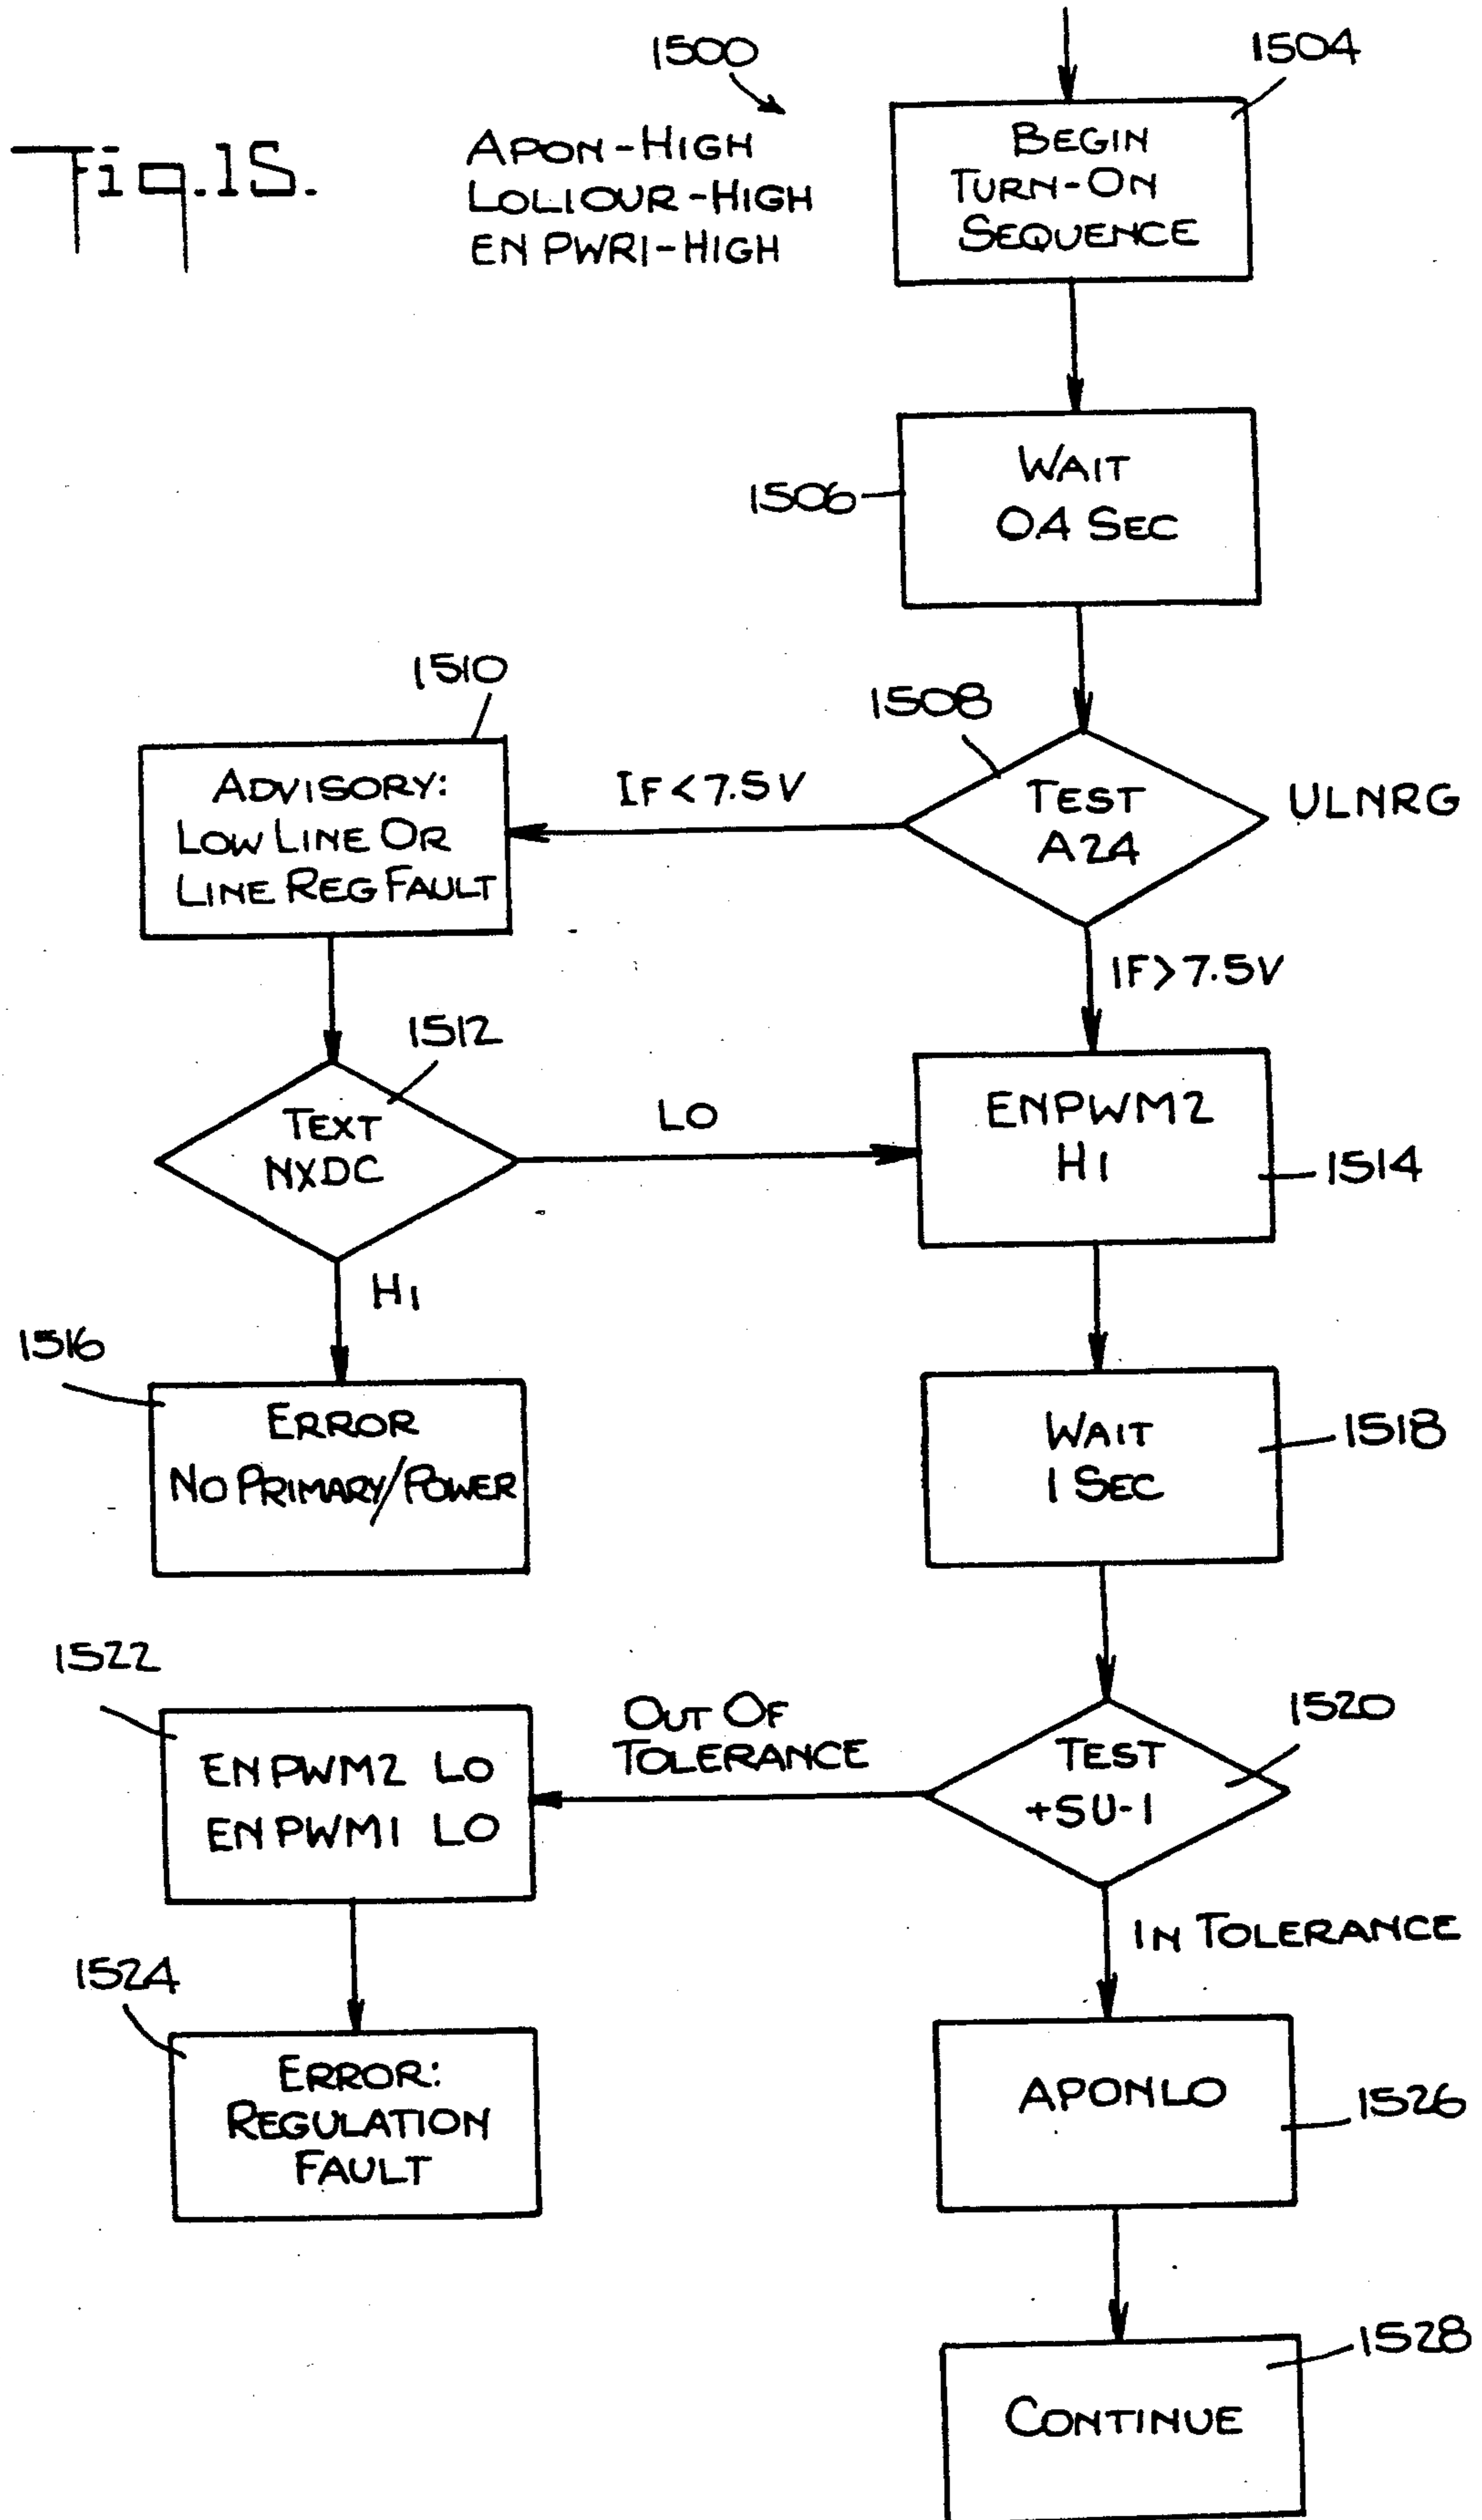 Fig.15.
1500
APON-HIGH
LOLIOUR-HIGH
EN PWR1-HIGH
1504
BEGIN
TURN-ON
SEQUENCE
1506
WAIT
0.4 SEC
1508
TEST
A24
ULNRG
IF<7.5V
IF>7.5V
1510
ADVISORY:
LOW LINE OR
LINE REG FAULT
1512
TEXT
NXDC
LO
HI
ENPWM2
HI
1514
1516
ERROR
NO PRIMARY/POWER
WAIT
1 SEC
1518
1520
TEST
+5U-1
OUT OF
TOLERANCE
IN TOLERANCE
1522
ENPWM2 LO
ENPWM1 LO
1524
ERROR:
REGULATION
FAULT
APONLO
1526
CONTINUE
1528